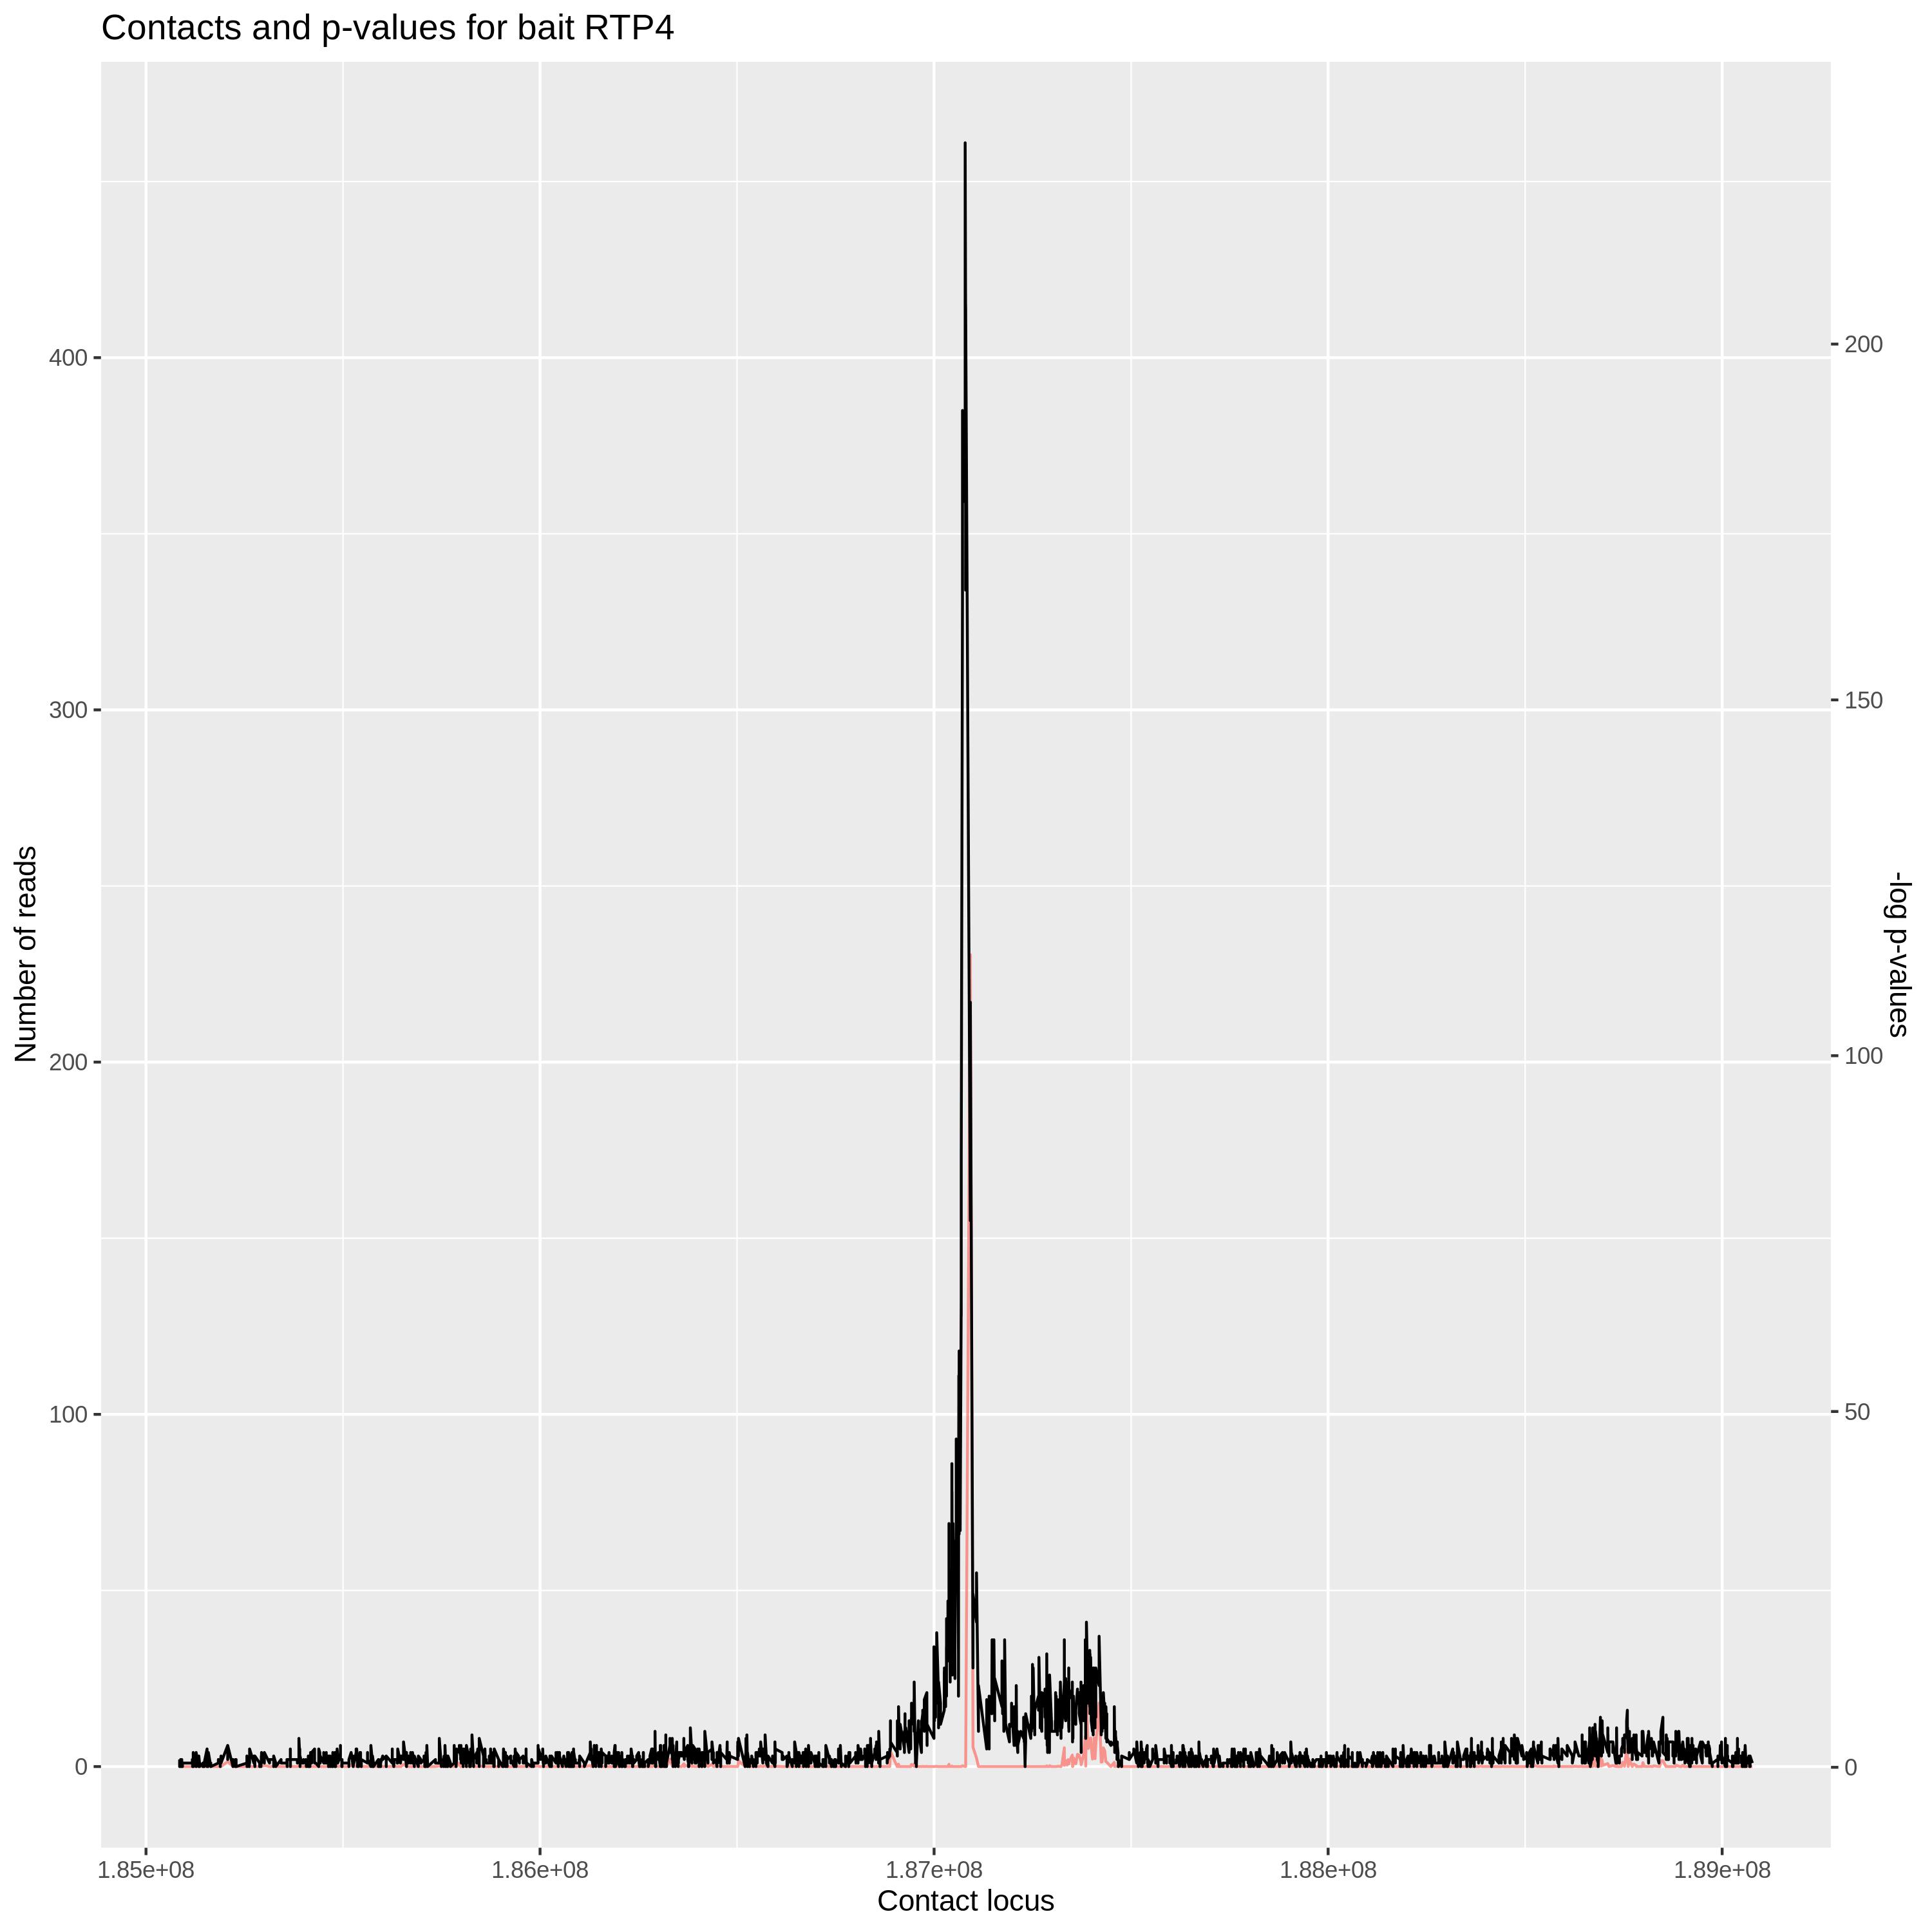 Contacts and p-values for bait RTP4
Number of reads
400
300
200
100
0
200
150
100
50
0
-log p-values
1.85e+08
1.86e+08
1.87e+08
1.88e+08
1.89e+08
Contact locus